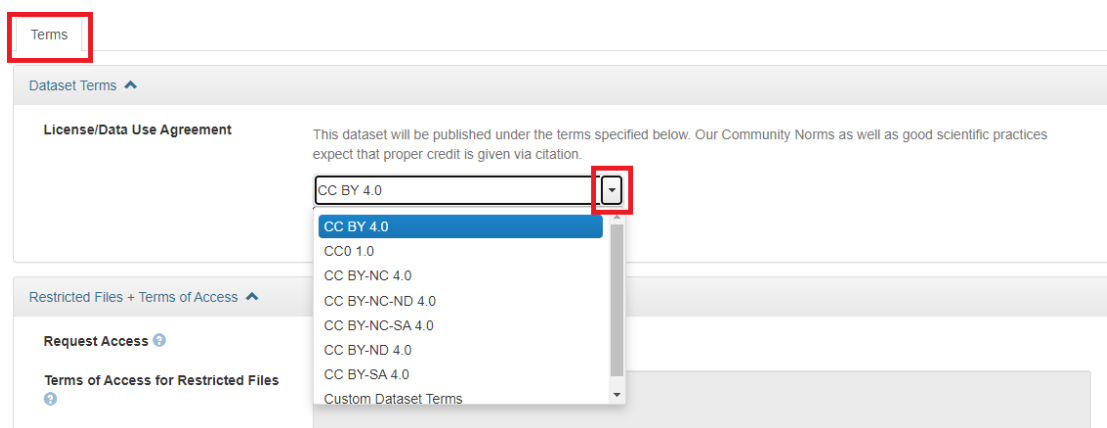 Terms
Dataset Terms
License/Data Use Agreement
This dataset will be published under the terms specified below. Our Community Norms as well as good scientific practices
expect that proper credit is given via citation.
CC BY 4.0
CC BY 4.0
CC0 1.0
CC BY-NC 4.0
CC BY-NC-ND 4.0
CC BY-NC-SA 4.0
CC BY-ND 4.0
CC BY-SA 4.0
Custom Dataset Terms
Restricted Files + Terms of Access
Request Access ?
Terms of Access for Restricted Files
?